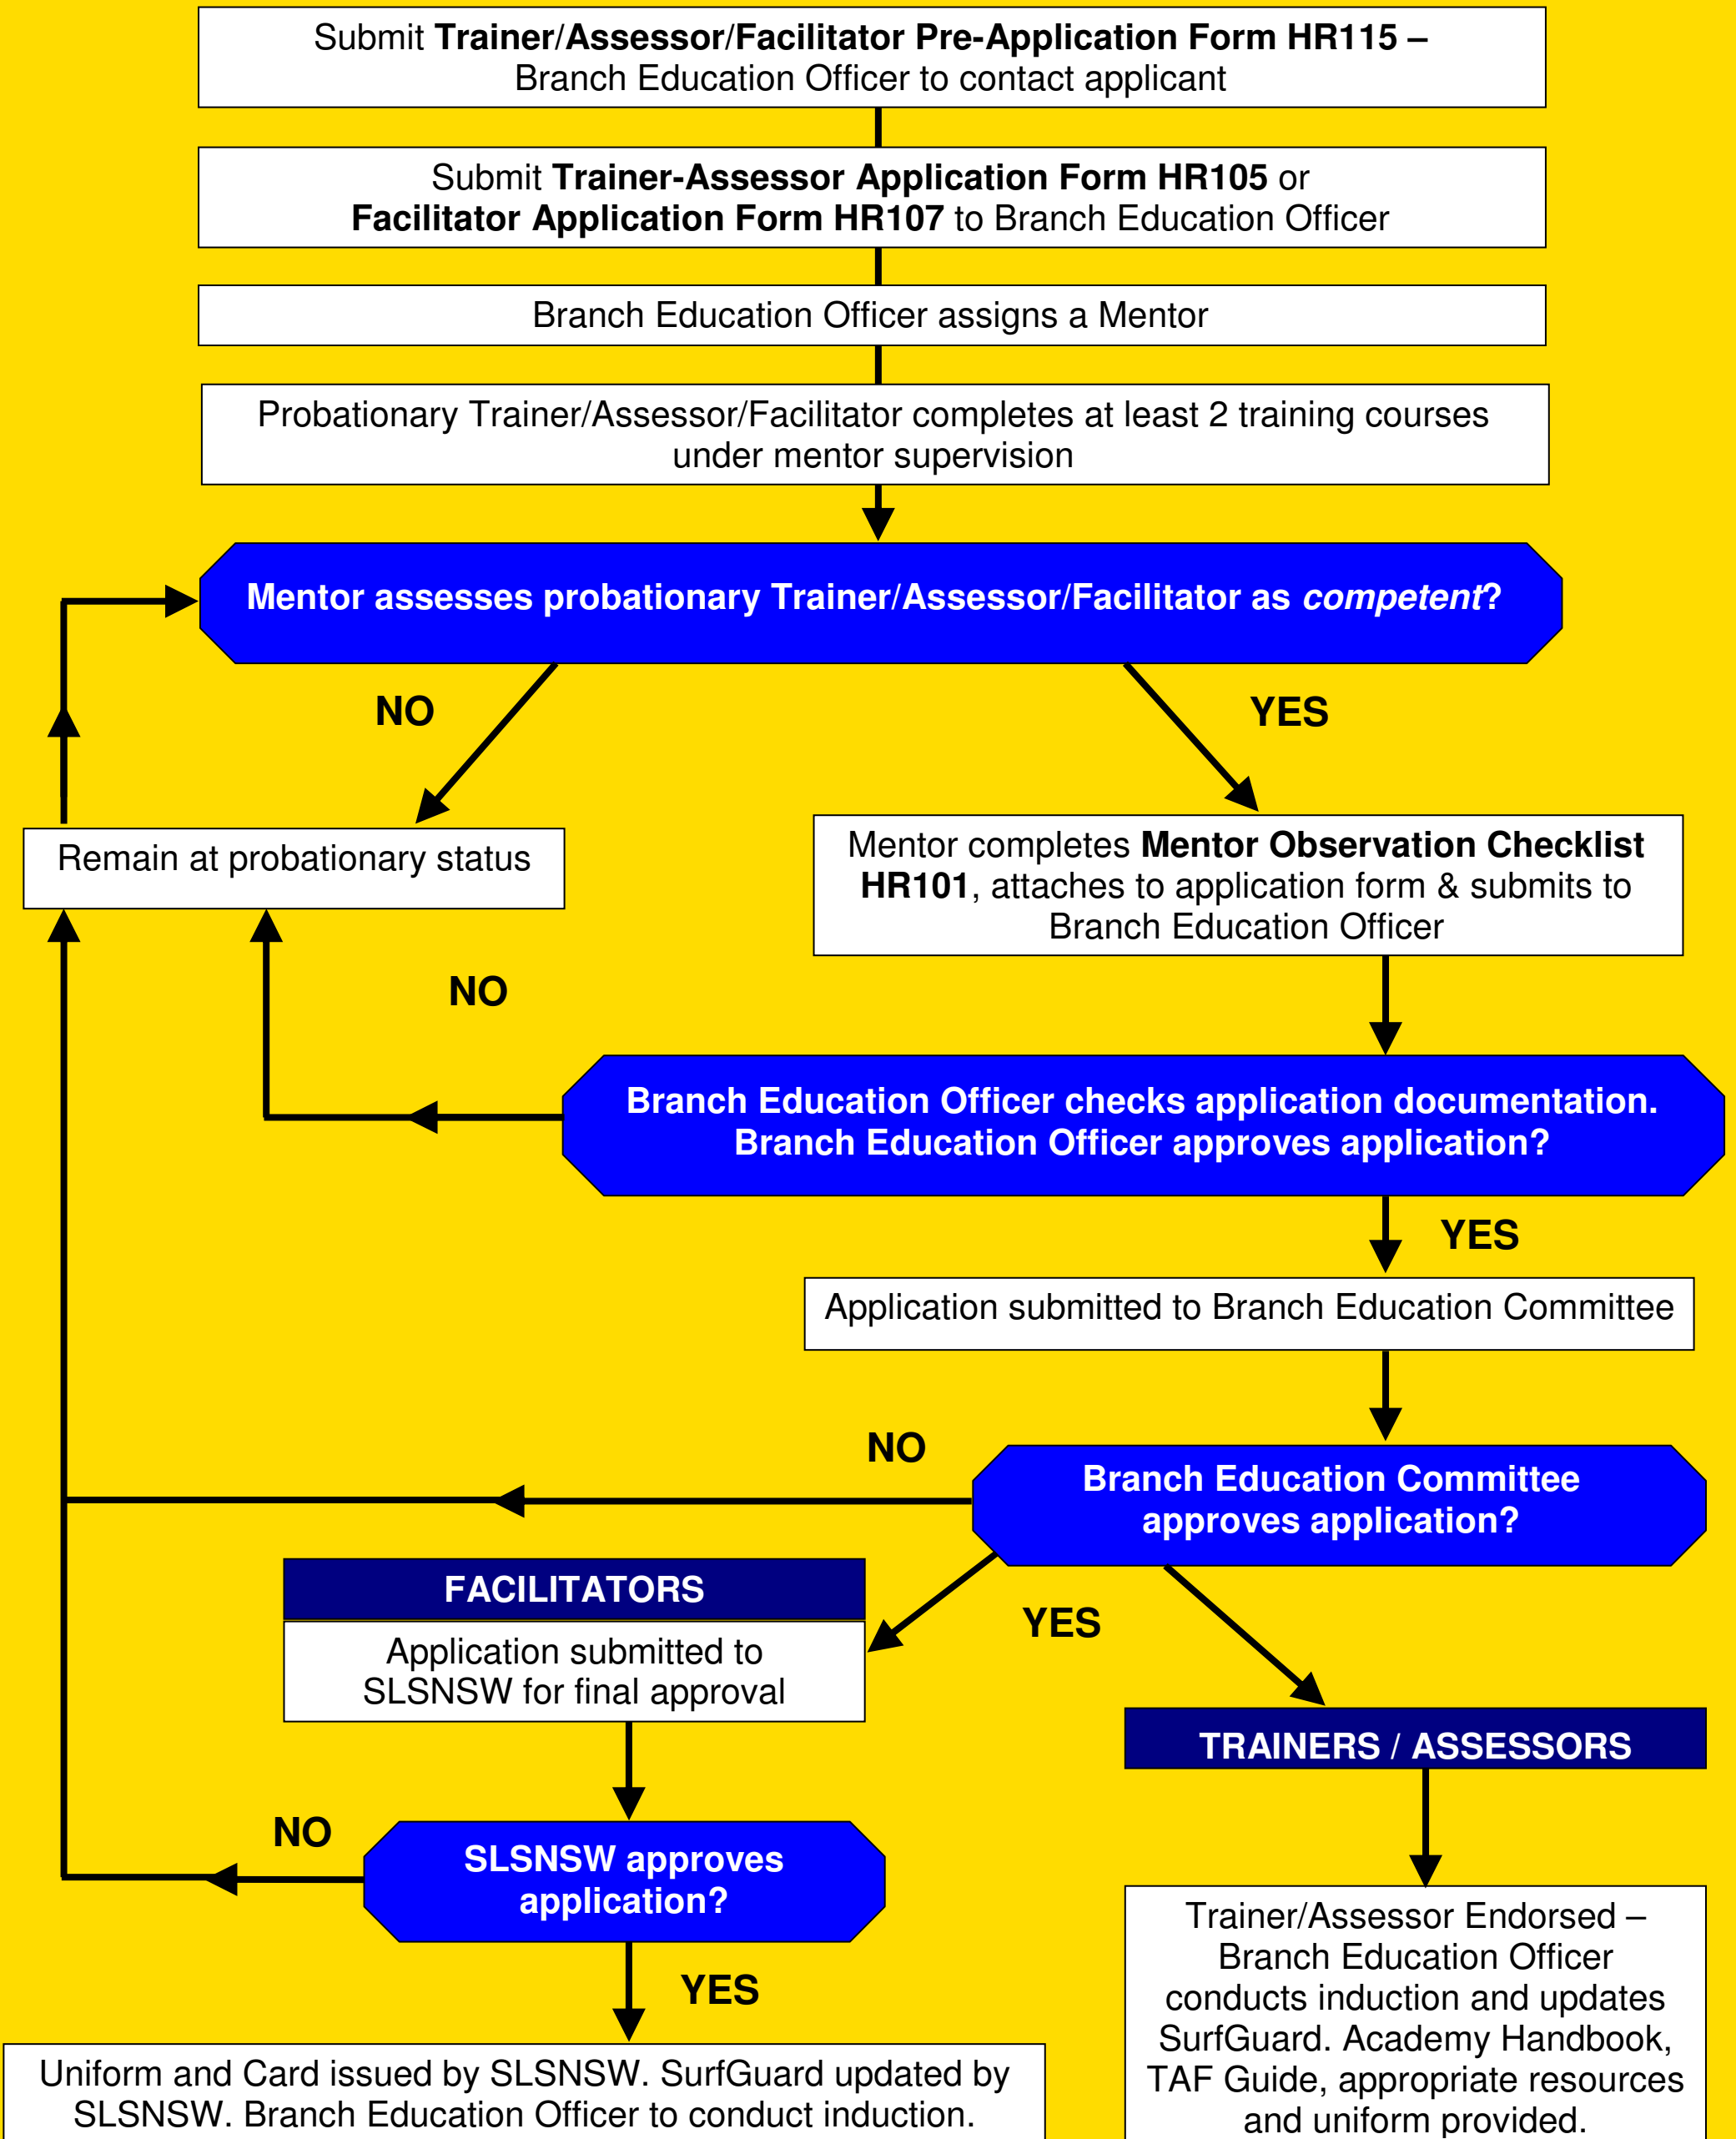 Submit Trainer/Assessor/Facilitator Pre-Application Form HR115 –
Branch Education Officer to contact applicant
Submit Trainer-Assessor Application Form HR105 or
Facilitator Application Form HR107 to Branch Education Officer
Branch Education Officer assigns a Mentor
Probationary Trainer/Assessor/Facilitator completes at least 2 training courses
under mentor supervision
Mentor assesses probationary Trainer/Assessor/Facilitator as competent?
NO
YES
Remain at probationary status
Mentor completes Mentor Observation Checklist
HR101, attaches to application form & submits to
Branch Education Officer
NO
Branch Education Officer checks application documentation.
Branch Education Officer approves application?
YES
Application submitted to Branch Education Committee
NO
Branch Education Committee
approves application?
FACILITATORS
YES
Application submitted to
SLSNSW for final approval
TRAINERS / ASSESSORS
NO
SLSNSW approves
application?
YES
Trainer/Assessor Endorsed –
Branch Education Officer
conducts induction and updates
SurfGuard. Academy Handbook,
TAF Guide, appropriate resources
and uniform provided.
Uniform and Card issued by SLSNSW. SurfGuard updated by
SLSNSW. Branch Education Officer to conduct induction.